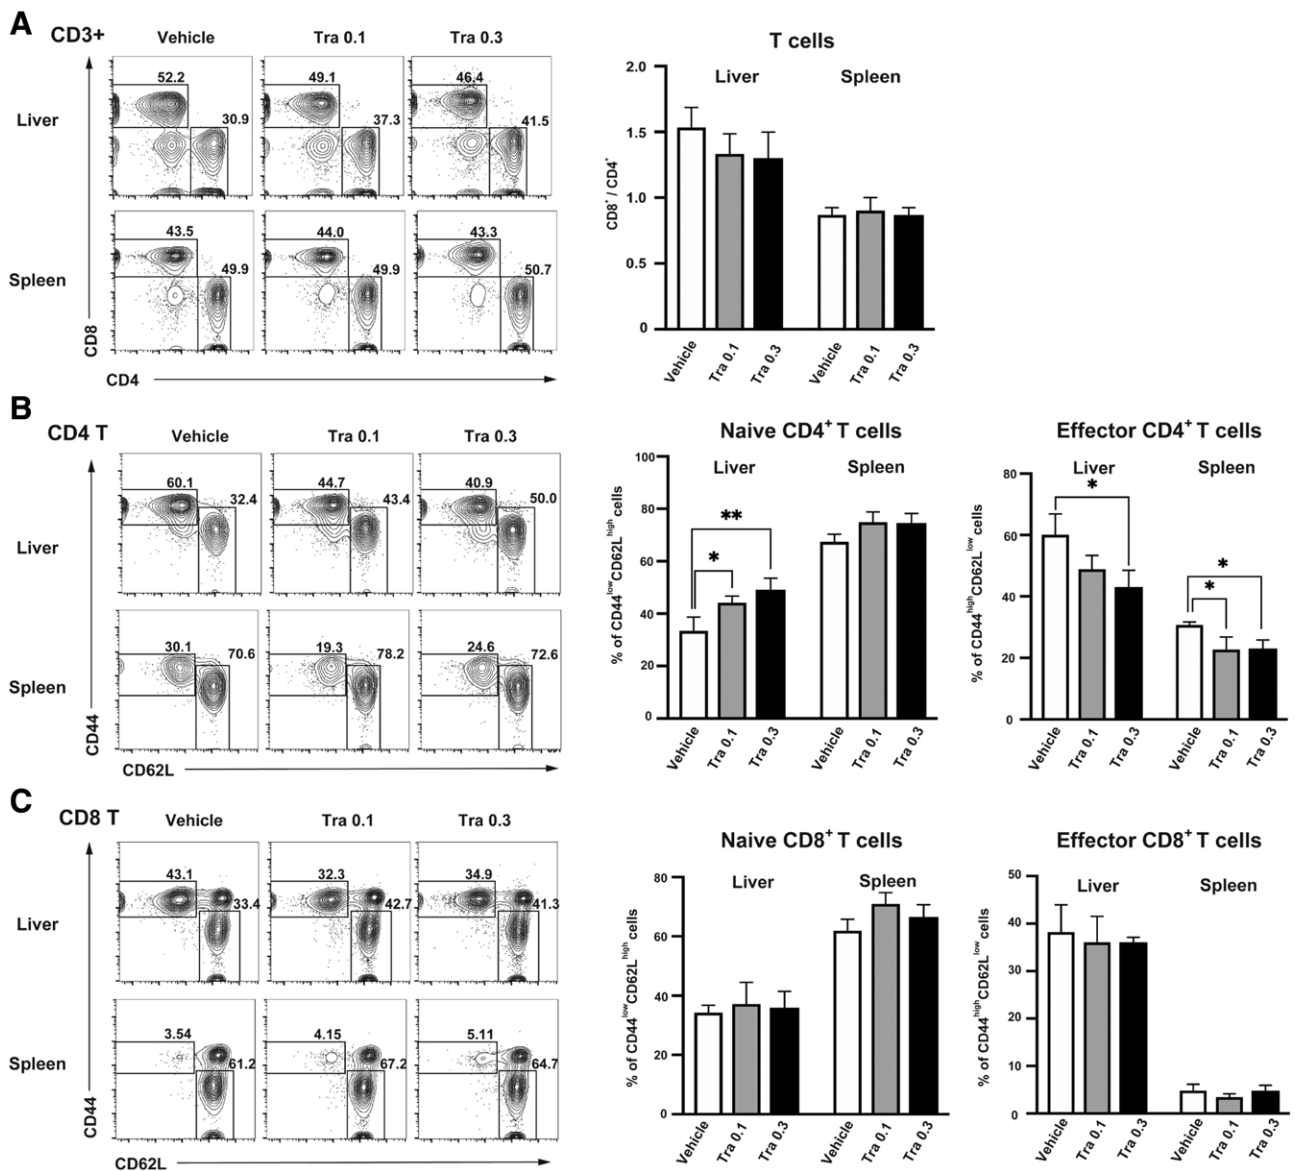 A
CD3+
Vehicle
Tra 0.1
Tra 0.3
Liver
52.2
30.9
49.1
37.3
46.4
41.5
Spleen
43.5
49.9
44.0
49.9
43.3
50.7
CD8
CD4
T cells
Liver
Spleen
CD8+ / CD4+
2.0
1.5
1.0
0.5
0
Vehicle
Tra 0.1
Tra 0.3
Vehicle
Tra 0.1
Tra 0.3
B
CD4 T
Vehicle
Tra 0.1
Tra 0.3
Liver
60.1
32.4
44.7
43.4
40.9
50.0
Spleen
30.1
70.6
19.3
78.2
24.6
72.6
CD44
CD62L
Naive CD4+ T cells
Liver
Spleen
% of CD44lowCD62Lhigh cells
100
80
60
40
20
0
**
*
Vehicle
Tra 0.1
Tra 0.3
Vehicle
Tra 0.1
Tra 0.3
Effector CD4+ T cells
Liver
Spleen
% of CD44highCD62Llow cells
80
60
40
20
0
*
*
*
Vehicle
Tra 0.1
Tra 0.3
Vehicle
Tra 0.1
Tra 0.3
C
CD8 T
Vehicle
Tra 0.1
Tra 0.3
Liver
43.1
33.4
32.3
42.7
34.9
41.3
Spleen
3.54
61.2
4.15
67.2
5.11
64.7
CD44
CD62L
Naive CD8+ T cells
Liver
Spleen
% of CD44lowCD62Lhigh cells
80
60
40
20
0
Vehicle
Tra 0.1
Tra 0.3
Vehicle
Tra 0.1
Tra 0.3
Effector CD8+ T cells
Liver
Spleen
% of CD44highCD62Llow cells
50
40
30
20
10
0
Vehicle
Tra 0.1
Tra 0.3
Vehicle
Tra 0.1
Tra 0.3